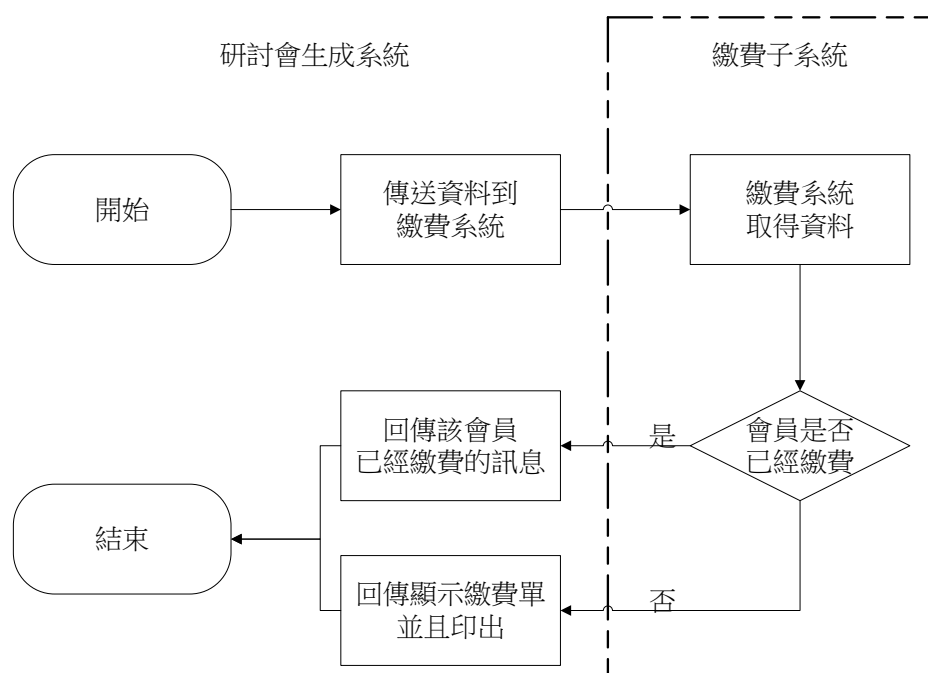 研討會生成系統
繳費子系統
開始
傳送資料到
繳費系統
繳費系統
取得資料
會員是否
已經繳費
是
回傳該會員
已經繳費的訊息
否
回傳顯示繳費單
並且印出
結束